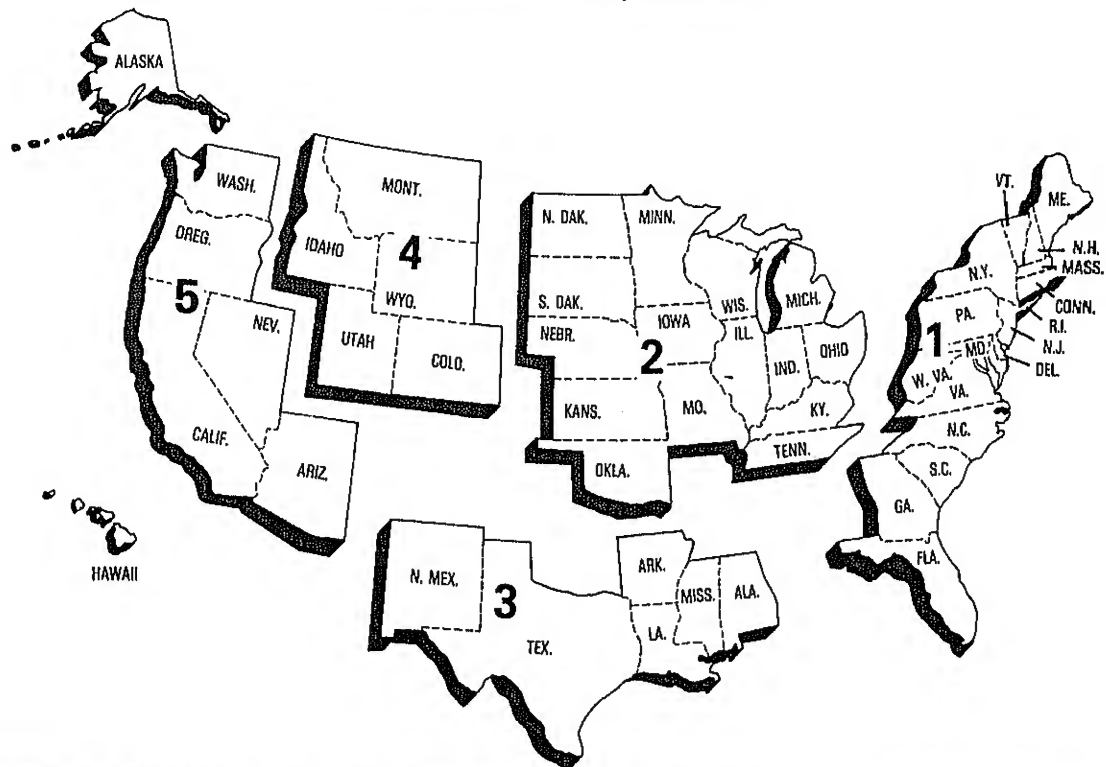 ALASKA
WASH.
OREG.
5
NEV.
CALIF.
ARIZ.
HAWAII
MONT.
IDAHO
4
WYO.
UTAH
COLO.
N. DAK.
MINN.
S. DAK.
WIS.
MICH.
NEBR.
IOWA
2
ILL.
IND.
OHIO
KANS.
MO.
KY.
OKLA.
TENN.
N. MEX.
3
TEX.
ARK.
LA.
MISS.
ALA.
VT.
ME.
N.H.
MASS.
N.Y.
CONN.
R.I.
PA.
N.J.
1
MD.
DEL.
W. VA.
VA.
N.C.
S.C.
GA.
FLA.